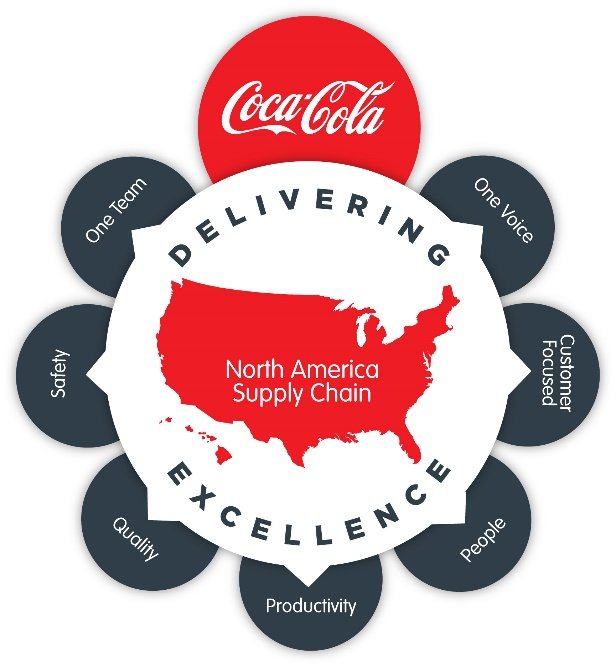 Coca-Cola
DELIVERING
North America
Supply Chain
EXCELLENCE
One Voice
Customer
Focused
People
Productivity
Quality
Safety
One Team